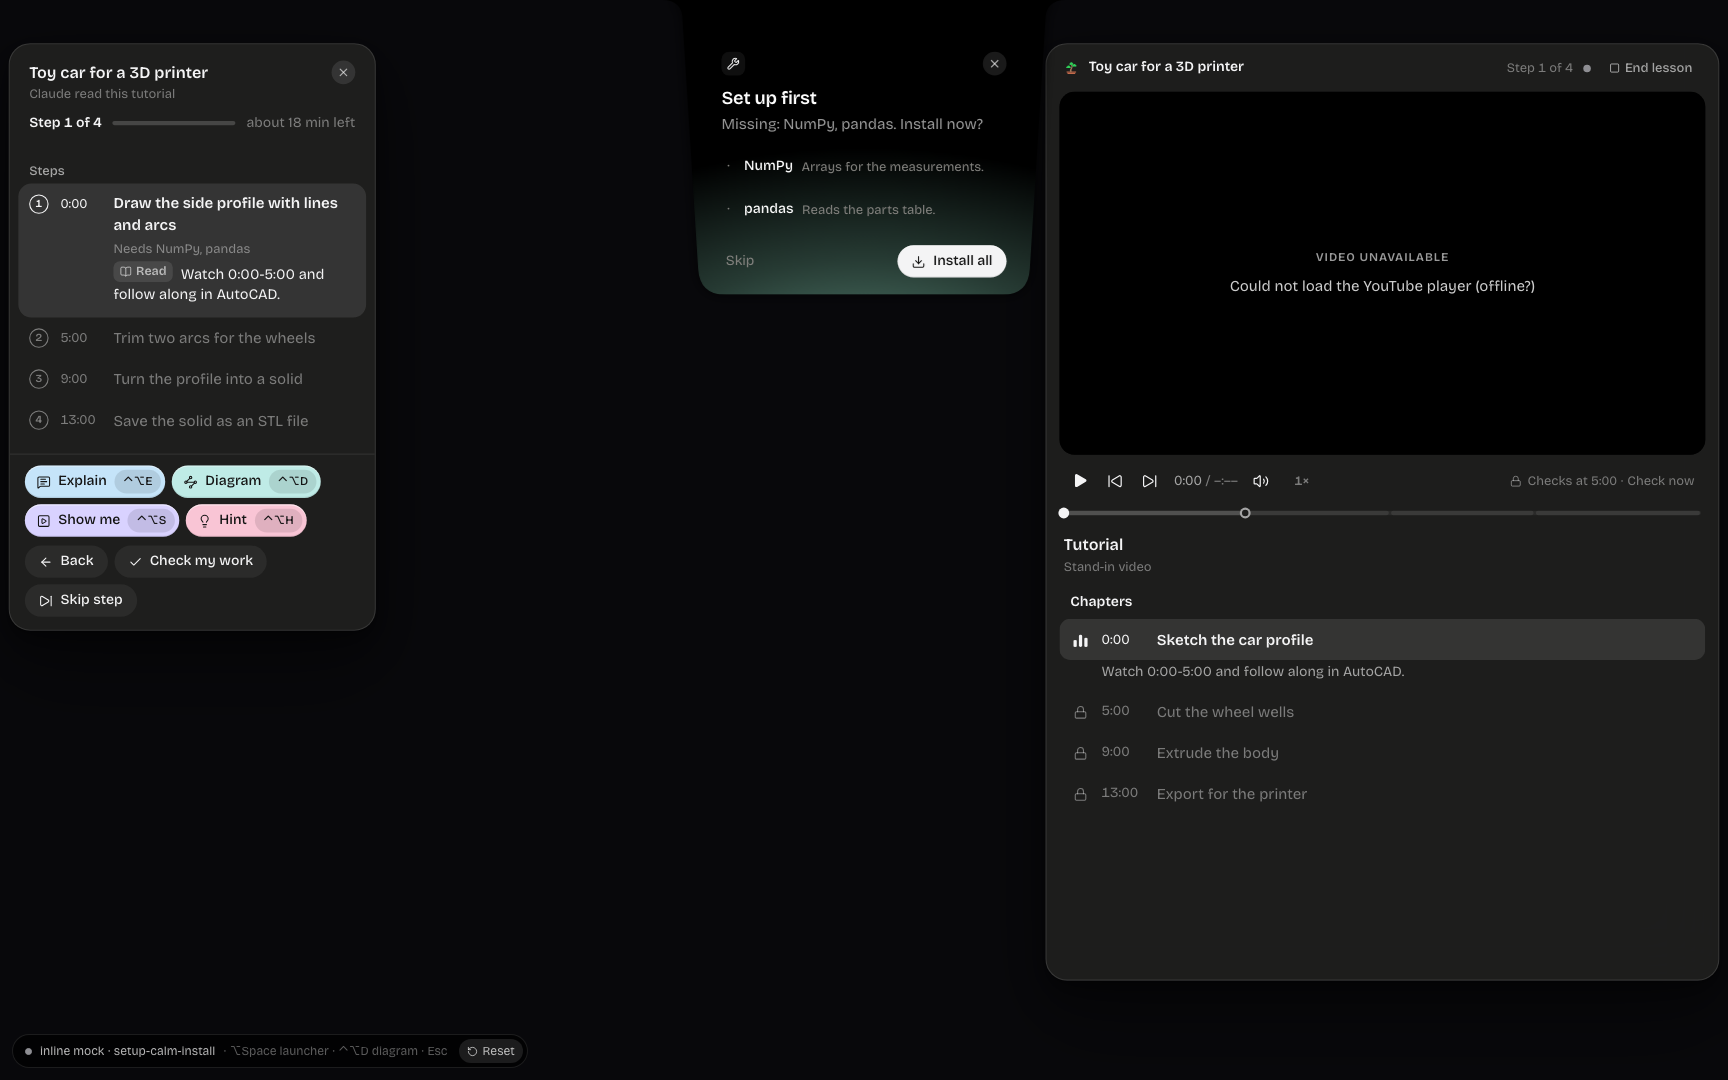 Toy car for a 3D printer
Claude read this tutorial
Step 1 of 4 about 18 min left
Steps
1 0:00 Draw the side profile with lines
and arcs
Needs NumPy, pandas
Read Watch 0:00-5:00 and
follow along in AutoCAD.
2 5:00 Trim two arcs for the wheels
3 9:00 Turn the profile into a solid
4 13:00 Save the solid as an STL file
Explain ^⌥E Diagram ^⌥D
Show me ^⌥S Hint ^⌥H
Back Check my work
Skip step
Set up first
Missing: NumPy, pandas. Install now?
· NumPy Arrays for the measurements.
· pandas Reads the parts table.
Skip Install all
Toy car for a 3D printer Step 1 of 4 End lesson
VIDEO UNAVAILABLE
Could not load the YouTube player (offline?)
0:00 / –:–– 1× Checks at 5:00 · Check now
Tutorial
Stand-in video
Chapters
0:00 Sketch the car profile
Watch 0:00-5:00 and follow along in AutoCAD.
5:00 Cut the wheel wells
9:00 Extrude the body
13:00 Export for the printer
inline mock · setup-calm-install · ⌥Space launcher · ^⌥D diagram · Esc Reset